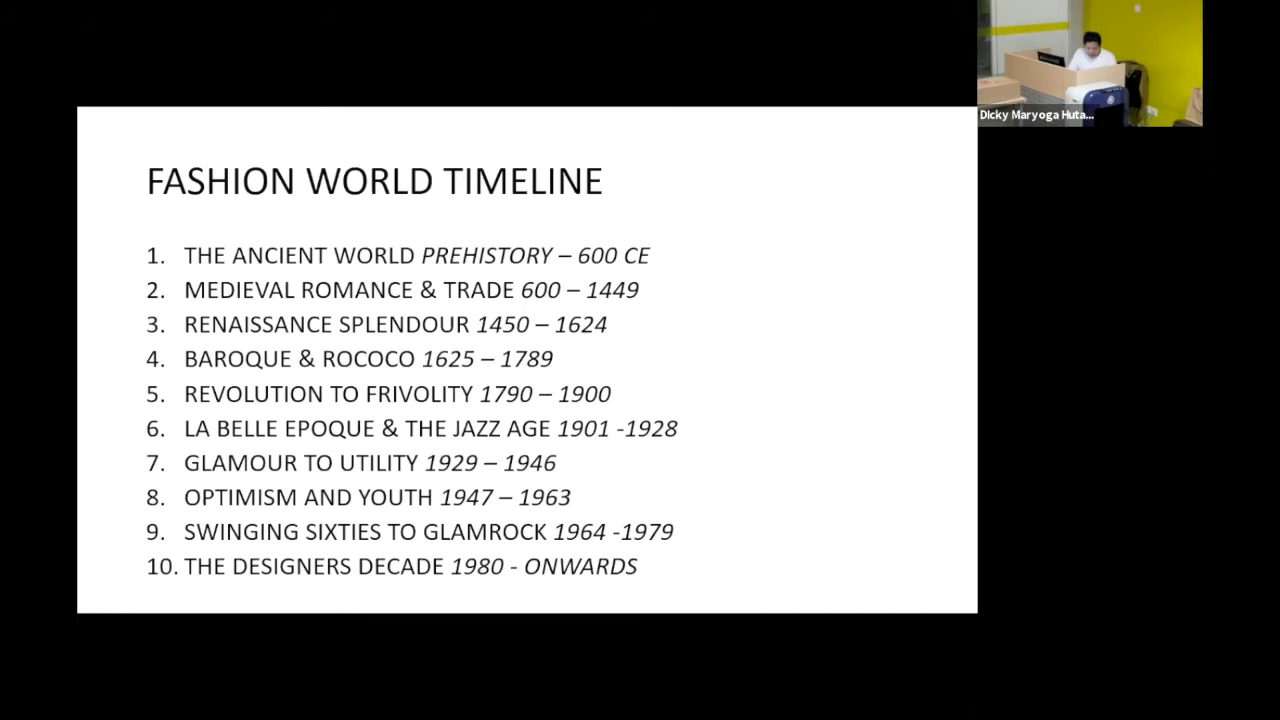 FASHION WORLD TIMELINE
1. THE ANCIENT WORLD PREHISTORY – 600 CE
2. MEDIEVAL ROMANCE & TRADE 600 – 1449
3. RENAISSANCE SPLENDOUR 1450 – 1624
4. BAROQUE & ROCOCO 1625 – 1789
5. REVOLUTION TO FRIVOLITY 1790 – 1900
6. LA BELLE EPOQUE & THE JAZZ AGE 1901 -1928
7. GLAMOUR TO UTILITY 1929 – 1946
8. OPTIMISM AND YOUTH 1947 – 1963
9. SWINGING SIXTIES TO GLAMROCK 1964 -1979
10. THE DESIGNERS DECADE 1980 - ONWARDS
Dicky Maryoga Huta...